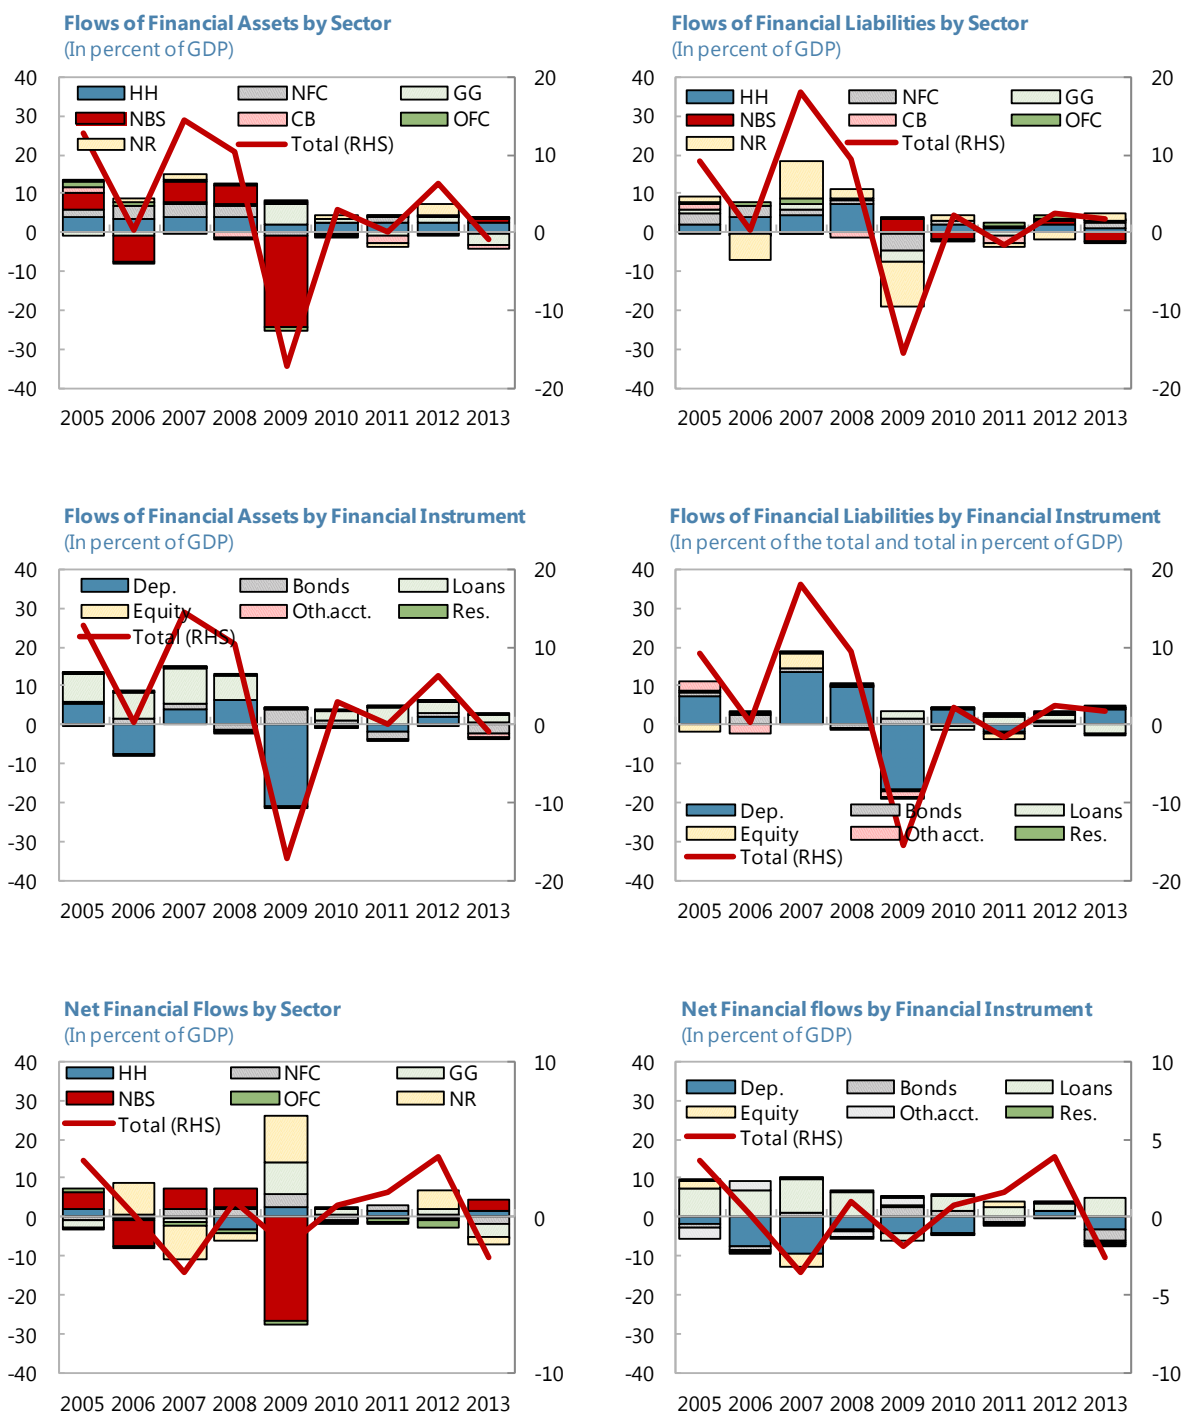 Flows of Financial Assets by Sector
(In percent of GDP)
40
30
20
10
0
-10
-20
-30
-40
20
10
0
-10
-20
HH NFC GG
NBS CB OFC
NR Total (RHS)
2005 2006 2007 2008 2009 2010 2011 2012 2013
Flows of Financial Liabilities by Sector
(In percent of GDP)
40
30
20
10
0
-10
-20
-30
-40
20
10
0
-10
-20
HH NFC GG
NBS CB OFC
NR Total (RHS)
2005 2006 2007 2008 2009 2010 2011 2012 2013
Flows of Financial Assets by Financial Instrument
(In percent of GDP)
40
30
20
10
0
-10
-20
-30
-40
20
10
0
-10
-20
Dep. Bonds Loans
Equity Oth.acct. Res.
Total (RHS)
2005 2006 2007 2008 2009 2010 2011 2012 2013
Flows of Financial Liabilities by Financial Instrument
(In percent of the total and total in percent of GDP)
40
30
20
10
0
-10
-20
-30
-40
20
10
0
-10
-20
Dep. Bonds Loans
Equity Oth acct. Res.
Total (RHS)
2005 2006 2007 2008 2009 2010 2011 2012 2013
Net Financial Flows by Sector
(In percent of GDP)
40
30
20
10
0
-10
-20
-30
-40
10
0
-10
HH NFC GG
NBS OFC NR
Total (RHS)
2005 2006 2007 2008 2009 2010 2011 2012 2013
Net Financial flows by Financial Instrument
(In percent of GDP)
40
30
20
10
0
-10
-20
-30
-40
10
5
0
-5
-10
Dep. Bonds Loans
Equity Oth.acct. Res.
Total (RHS)
2005 2006 2007 2008 2009 2010 2011 2012 2013